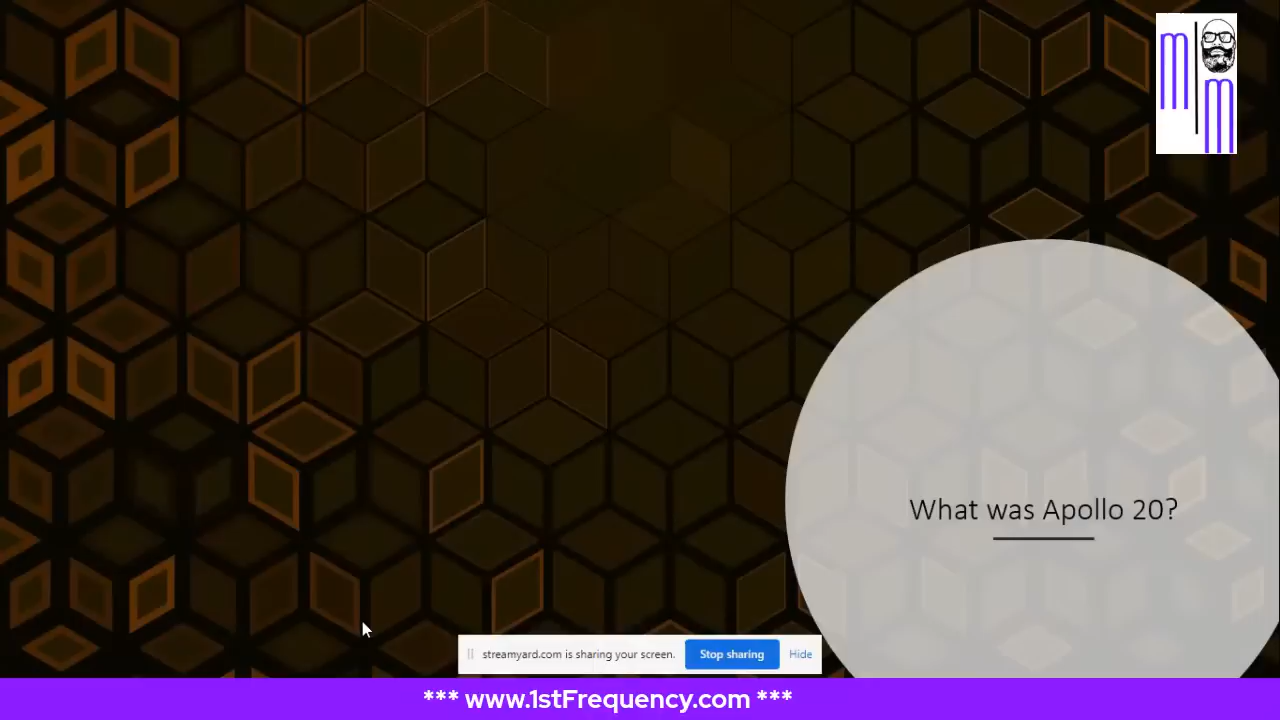 m
m
What was Apollo 20?
streamyard.com is sharing your screen.
Stop sharing
Hide
*** www.1stFrequency.com ***